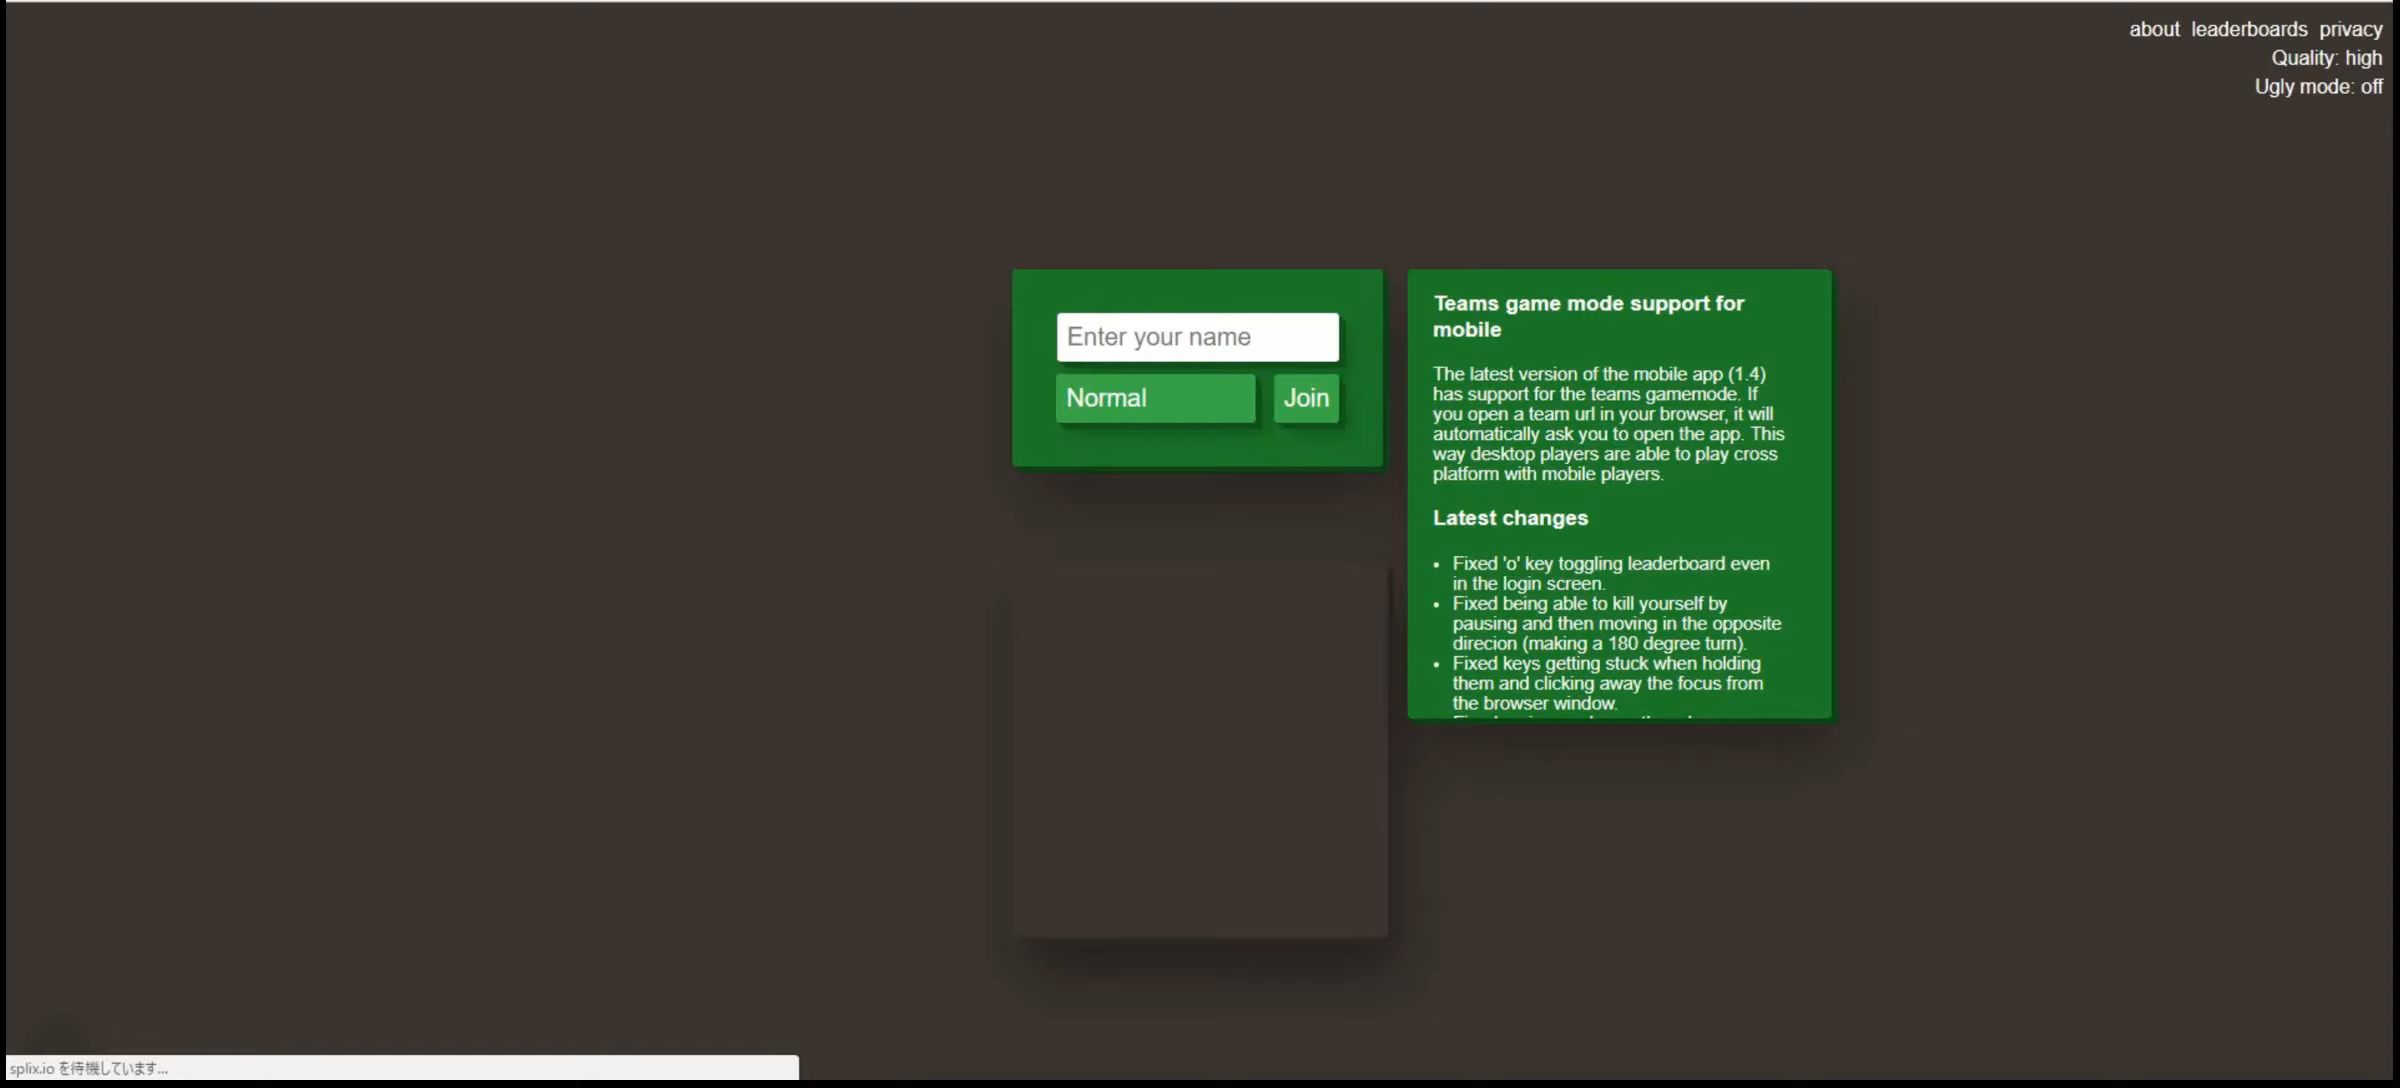 about leaderboards privacy
Quality: high
Ugly mode: off
Enter your name
Normal
Join
Teams game mode support for
mobile
The latest version of the mobile app (1.4)
has support for the teams gamemode. If
you open a team url in your browser, it will
automatically ask you to open the app. This
way desktop players are able to play cross
platform with mobile players.
Latest changes
• Fixed 'o' key toggling leaderboard even
in the login screen.
• Fixed being able to kill yourself by
pausing and then moving in the opposite
direcion (making a 180 degree turn).
• Fixed keys getting stuck when holding
them and clicking away the focus from
the browser window.
splix.io を待機しています...